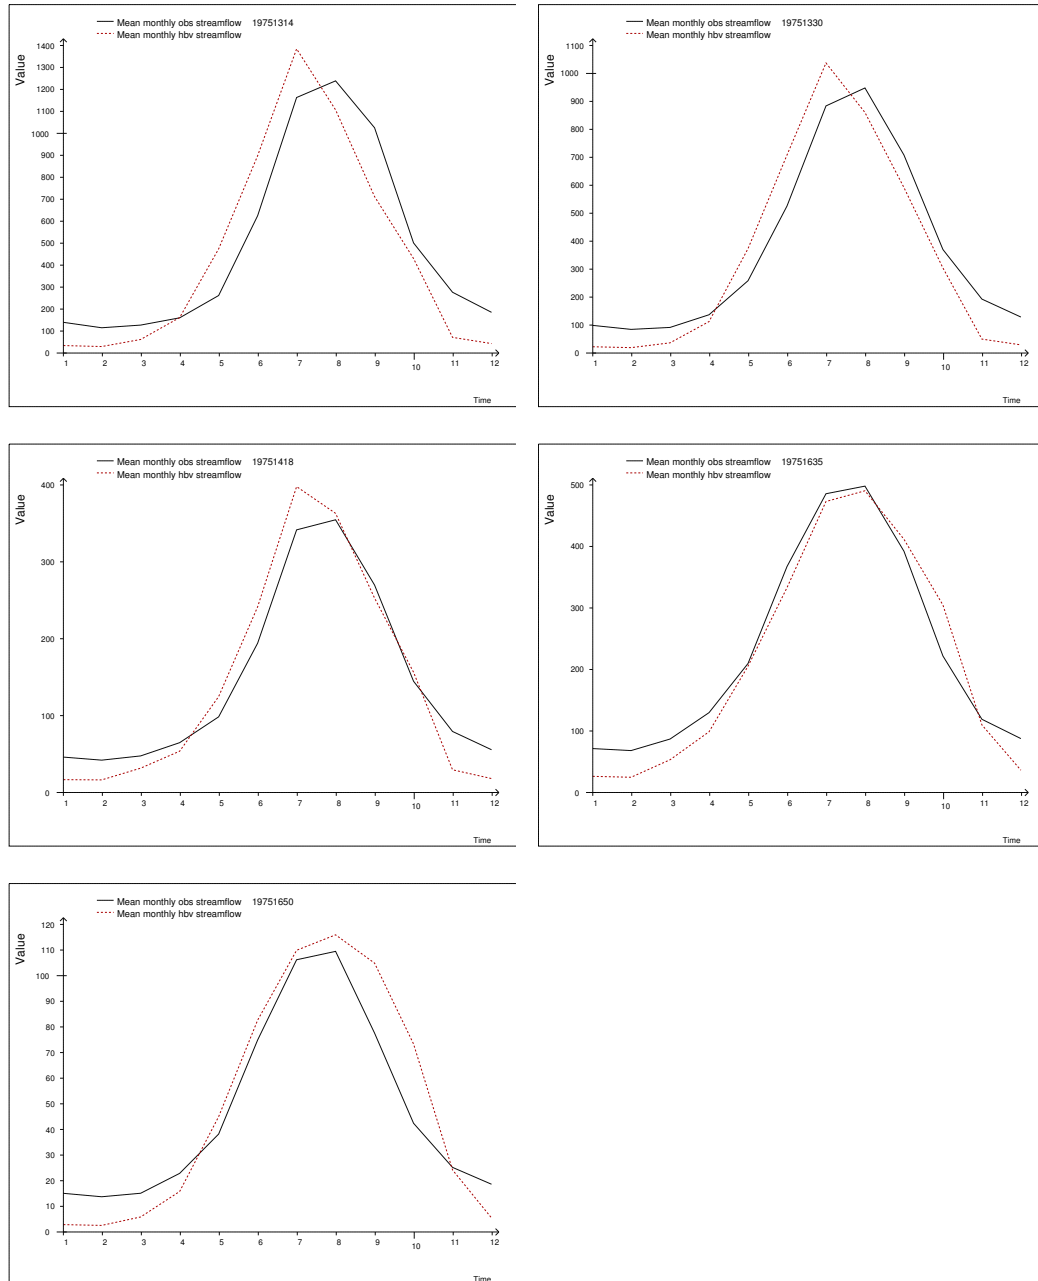 Mean monthly obs streamflow 19751314
Mean monthly hbv streamflow
Value
1400
1300
1200
1100
1000
900
800
700
600
500
400
300
200
100
0
1 2 3 4 5 6 7 8 9 10 11 12
Time
Mean monthly obs streamflow 19751330
Mean monthly hbv streamflow
Value
1100
1000
900
800
700
600
500
400
300
200
100
0
1 2 3 4 5 6 7 8 9 10 11 12
Time
Mean monthly obs streamflow 19751418
Mean monthly hbv streamflow
Value
400
300
200
100
0
1 2 3 4 5 6 7 8 9 10 11 12
Time
Mean monthly obs streamflow 19751635
Mean monthly hbv streamflow
Value
500
400
300
200
100
0
1 2 3 4 5 6 7 8 9 10 11 12
Time
Mean monthly obs streamflow 19751650
Mean monthly hbv streamflow
Value
120
110
100
90
80
70
60
50
40
30
20
10
0
1 2 3 4 5 6 7 8 9 10 11 12
Time